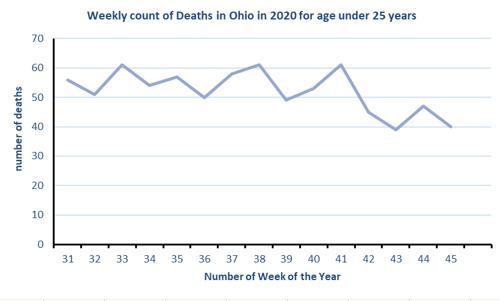 Weekly count of Deaths in Ohio in 2020 for age under 25 years
number of deaths
70
60
50
40
30
20
10
0
31 32 33 34 35 36 37 38 39 40 41 42 43 44 45
Number of Week of the Year